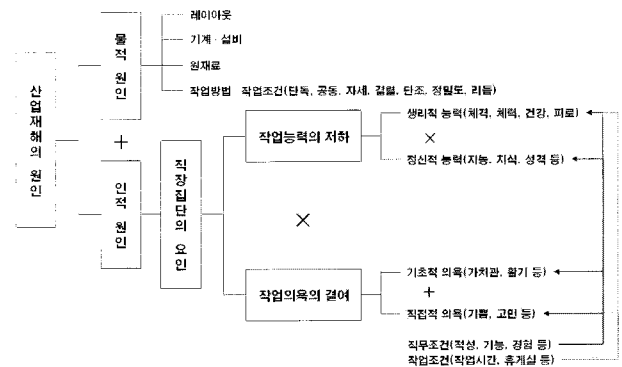 산업재해의 원인
물적 원인
레이아웃
기계 · 설비
원재료
작업방법 작업조건(단독, 공동, 자세, 격렬, 단조, 정밀도, 리듬)
+
인적 원인
직장집단의 요인
작업능력의 저하
생리적 능력(체격, 체력, 건강, 피로)
×
정신적 능력(지능, 지식, 성격 등)
×
작업의욕의 결여
기초적 의욕(가치관, 활기 등)
+
직접적 의욕(기쁨, 고민 등)
직무조건(적성, 기능, 경험 등)
작업조건(작업시간, 휴게실 등)